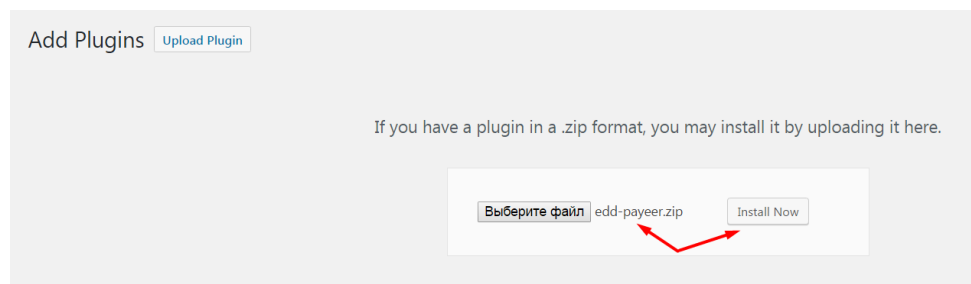 Add Plugins Upload Plugin
If you have a plugin in a .zip format, you may install it by uploading it here.
Выберите файл edd-payeer.zip Install Now